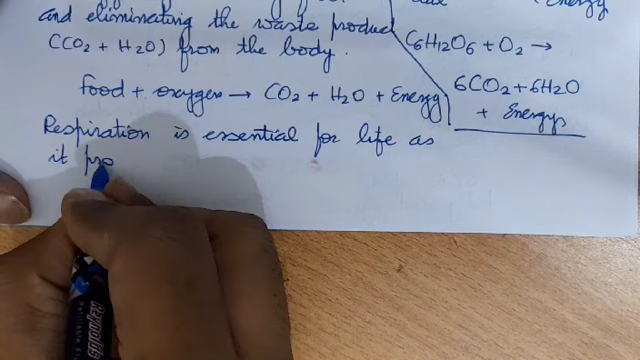 and eliminating the waste product
(CO2 + H2O) from the body.
food + oxygen → CO2 + H2O + Energy
Respiration is essential for life as
it pro
Energy
C6H12O6 + O2 →
6CO2 + 6H2O
+ Energy